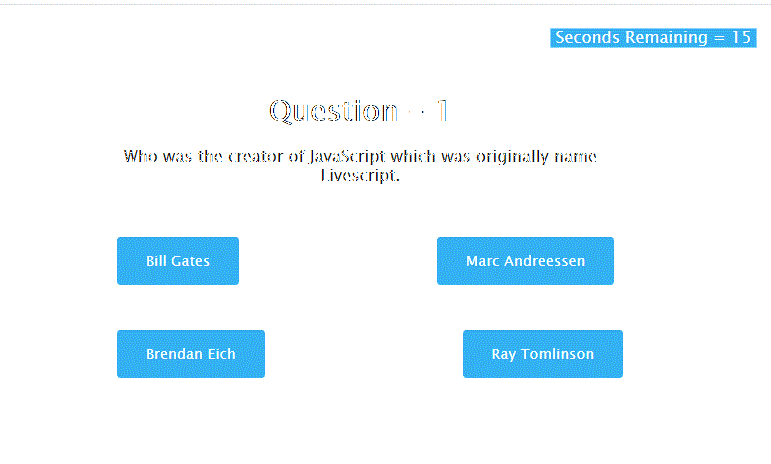 Seconds Remaining = 15
Question - 1
Who was the creator of JavaScript which was originally name
Livescript.
Bill Gates
Marc Andreessen
Brendan Eich
Ray Tomlinson